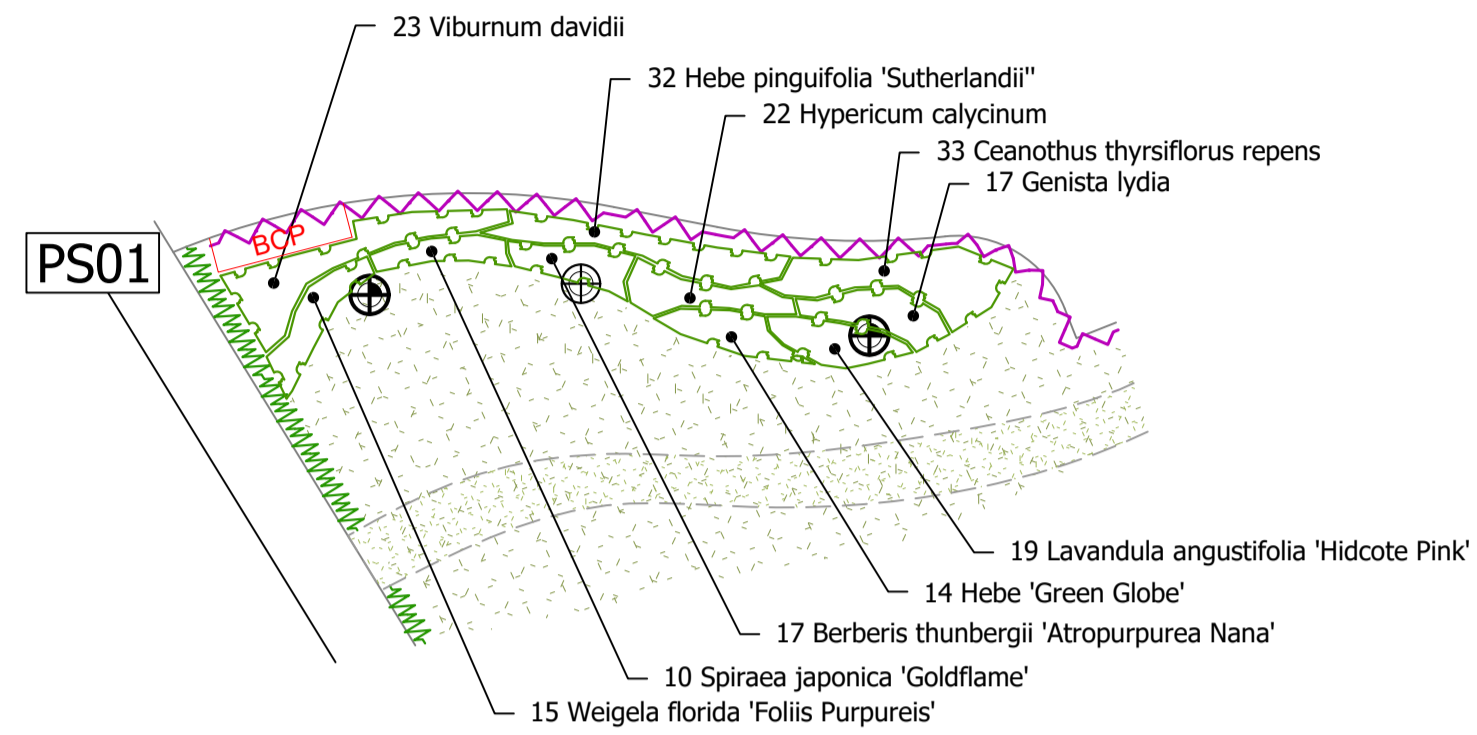 23 Viburnum davidii
32 Hebe pinguifolia 'Sutherlandii''
22 Hypericum calycinum
33 Ceanothus thyrsiflorus repens
17 Genista lydia
BCP
PS01
19 Lavandula angustifolia 'Hidcote Pink'
14 Hebe 'Green Globe'
17 Berberis thunbergii 'Atropurpurea Nana'
10 Spiraea japonica 'Goldflame'
15 Weigela florida 'Foliis Purpureis'